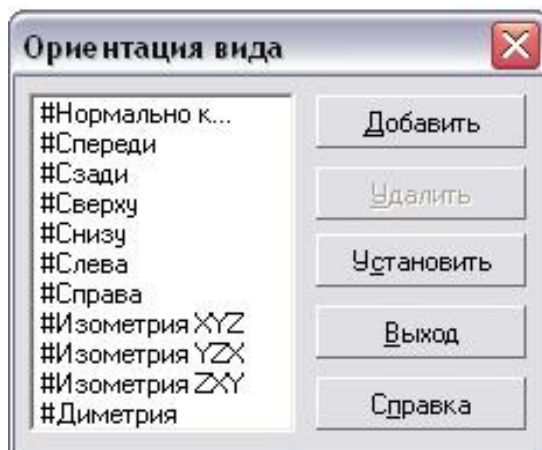 Ориентация вида
#Нормально к...
#Спереди
#Сзади
#Сверху
#Снизу
#Слева
#Справа
#Изометрия XYZ
#Изометрия YZX
#Изометрия ZXY
#Диметрия
Добавить
Удалить
Установить
Выход
Справка